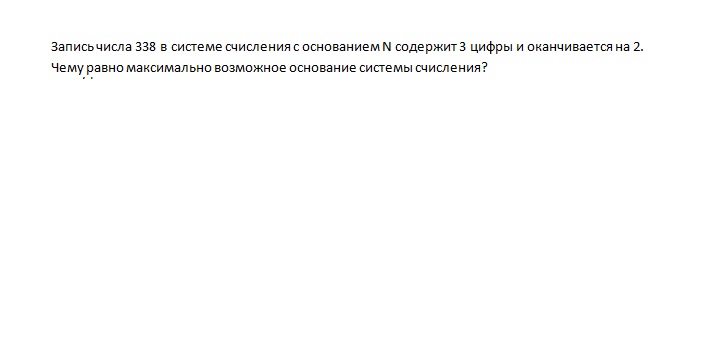 Запись числа 338 в системе счисления с основанием N содержит 3 цифры и оканчивается на 2.
Чему равно максимально возможное основание системы счисления?